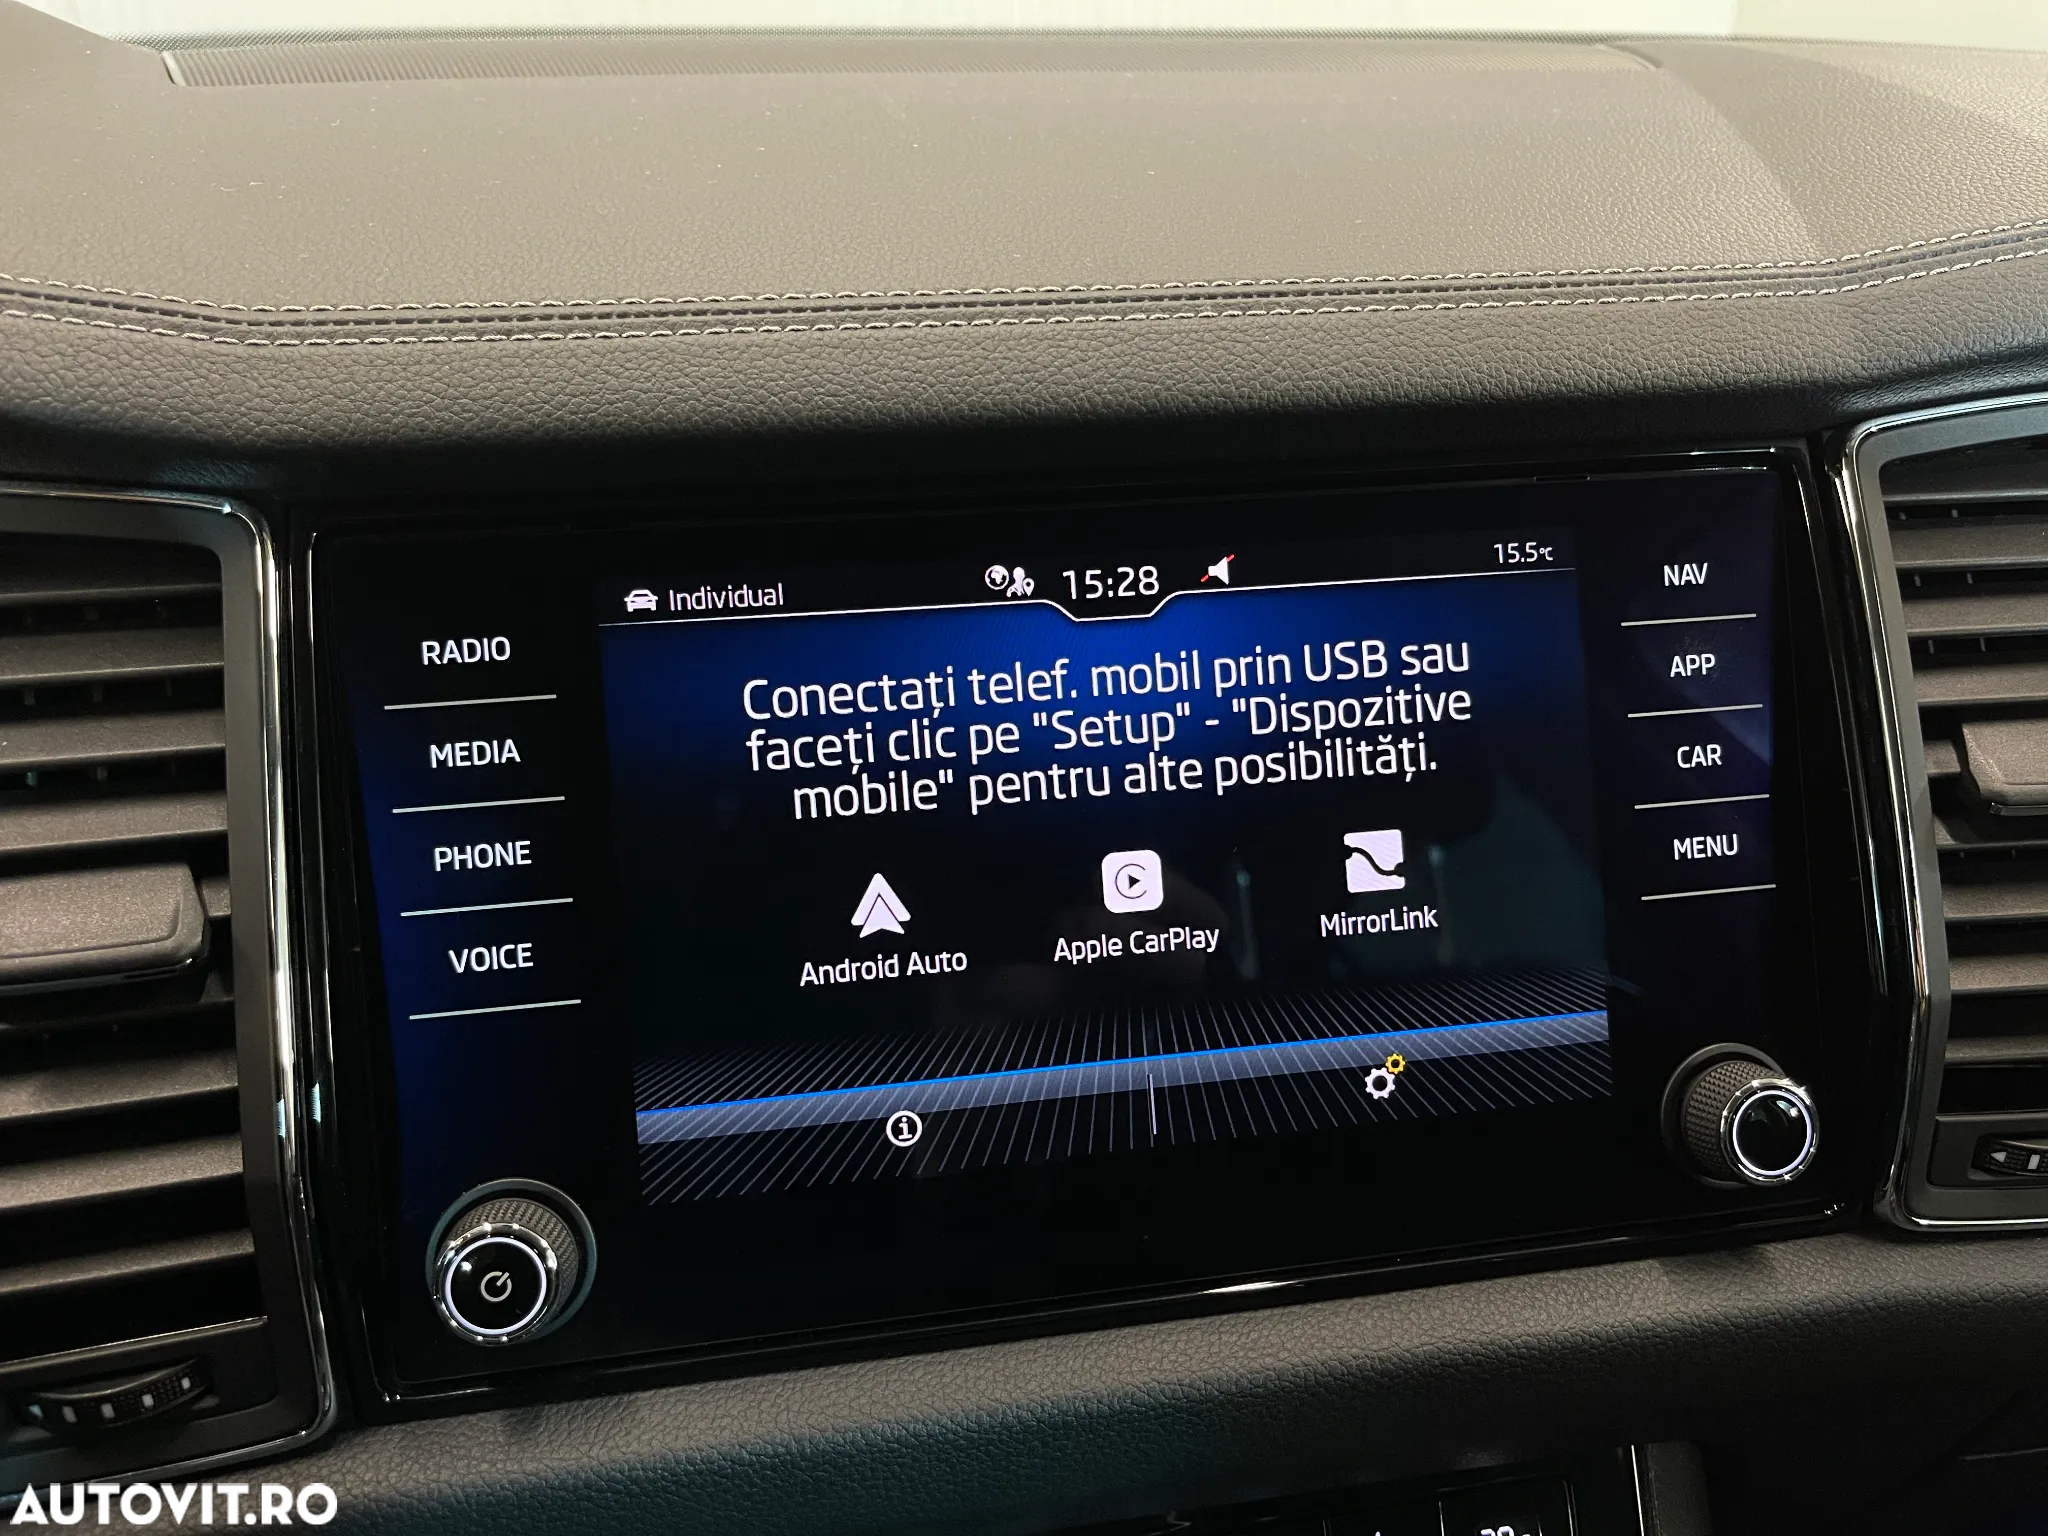 Individual
15:28
15.5°C
RADIO
MEDIA
PHONE
VOICE
Conectați telef. mobil prin USB sau
faceți clic pe "Setup" - "Dispozitive
mobile" pentru alte posibilități.
Android Auto
Apple CarPlay
MirrorLink
NAV
APP
CAR
MENU
AUTOVIT.RO